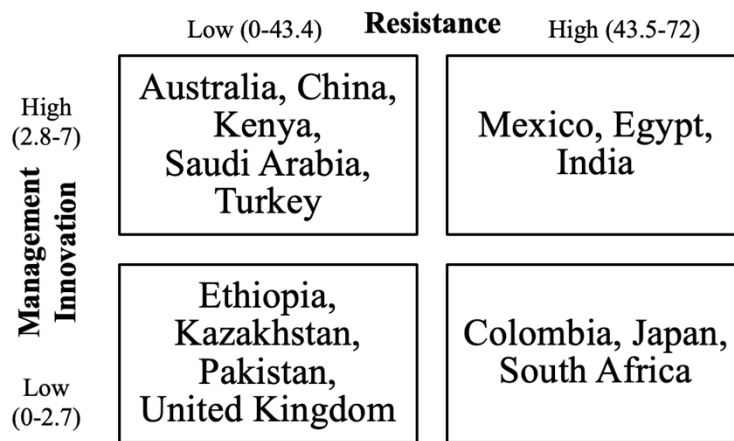 Low (0-43.4) Resistance High (43.5-72)
High
(2.8-7)
Management
Innovation
Low
(0-2.7)
Australia, China,
Kenya,
Saudi Arabia,
Turkey
Mexico, Egypt,
India
Ethiopia,
Kazakhstan,
Pakistan,
United Kingdom
Colombia, Japan,
South Africa